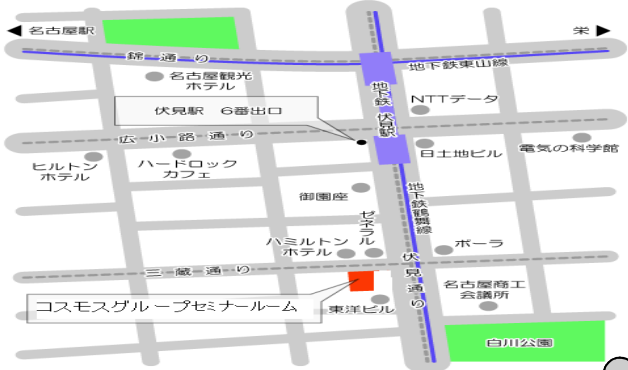 ◀ 名古屋駅
栄 ▶
錦通り
地下鉄東山線
名古屋観光
ホテル
地下鉄 伏見駅
NTTデータ
伏見駅 6番出口
広小路通り
日土地ビル
電気の科学館
ヒルトン
ホテル
ハードロック
カフェ
御園座
地下鉄鶴舞線
ゼネラル
ハミルトン
ホテル
ポーラ
伏見通り
三蔵通り
名古屋商工
会議所
コスモスグループセミナールーム
東洋ビル
白川公園